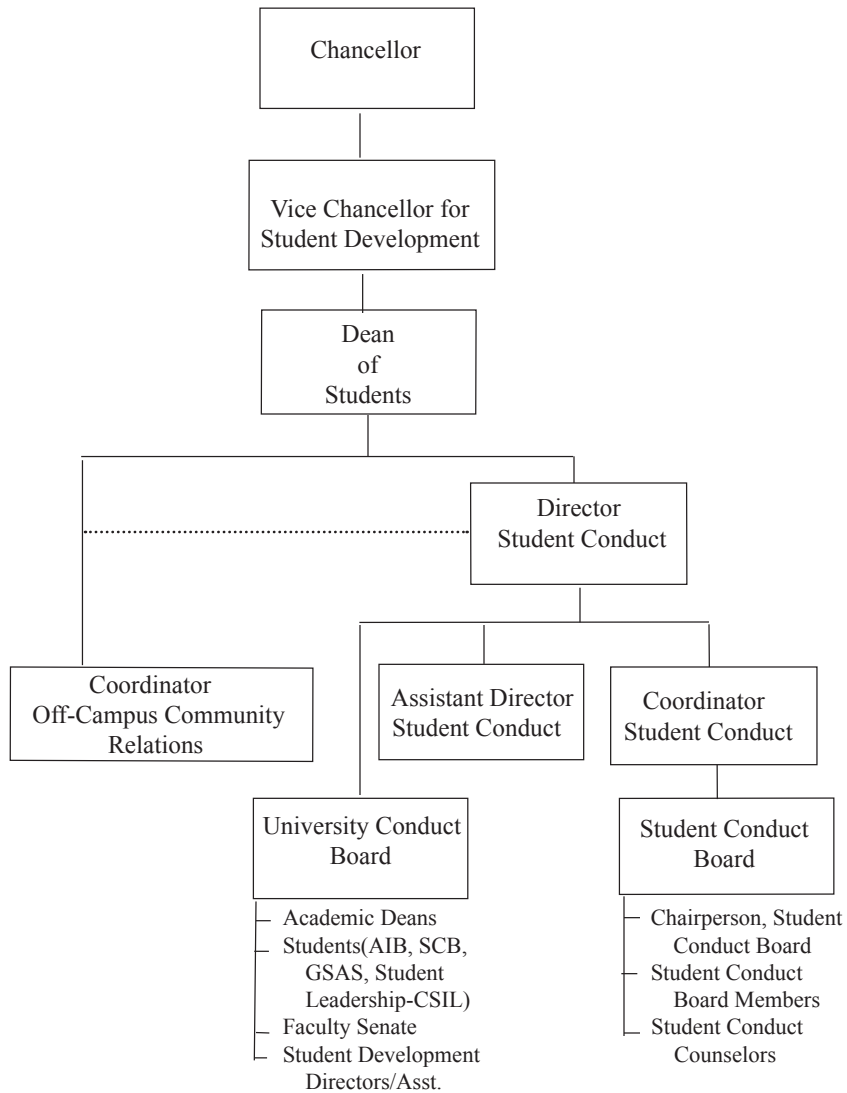 Chancellor
Vice Chancellor for
Student Development
Dean
of
Students
Director
Student Conduct
Coordinator
Off-Campus Community
Relations
Assistant Director
Student Conduct
Coordinator
Student Conduct
University Conduct
Board
Student Conduct
Board
Academic Deans
Students(AIB, SCB,
GSAS, Student
Leadership-CSIL)
Faculty Senate
Student Development
Directors/Asst.
Chairperson, Student
Conduct Board
Student Conduct
Board Members
Student Conduct
Counselors